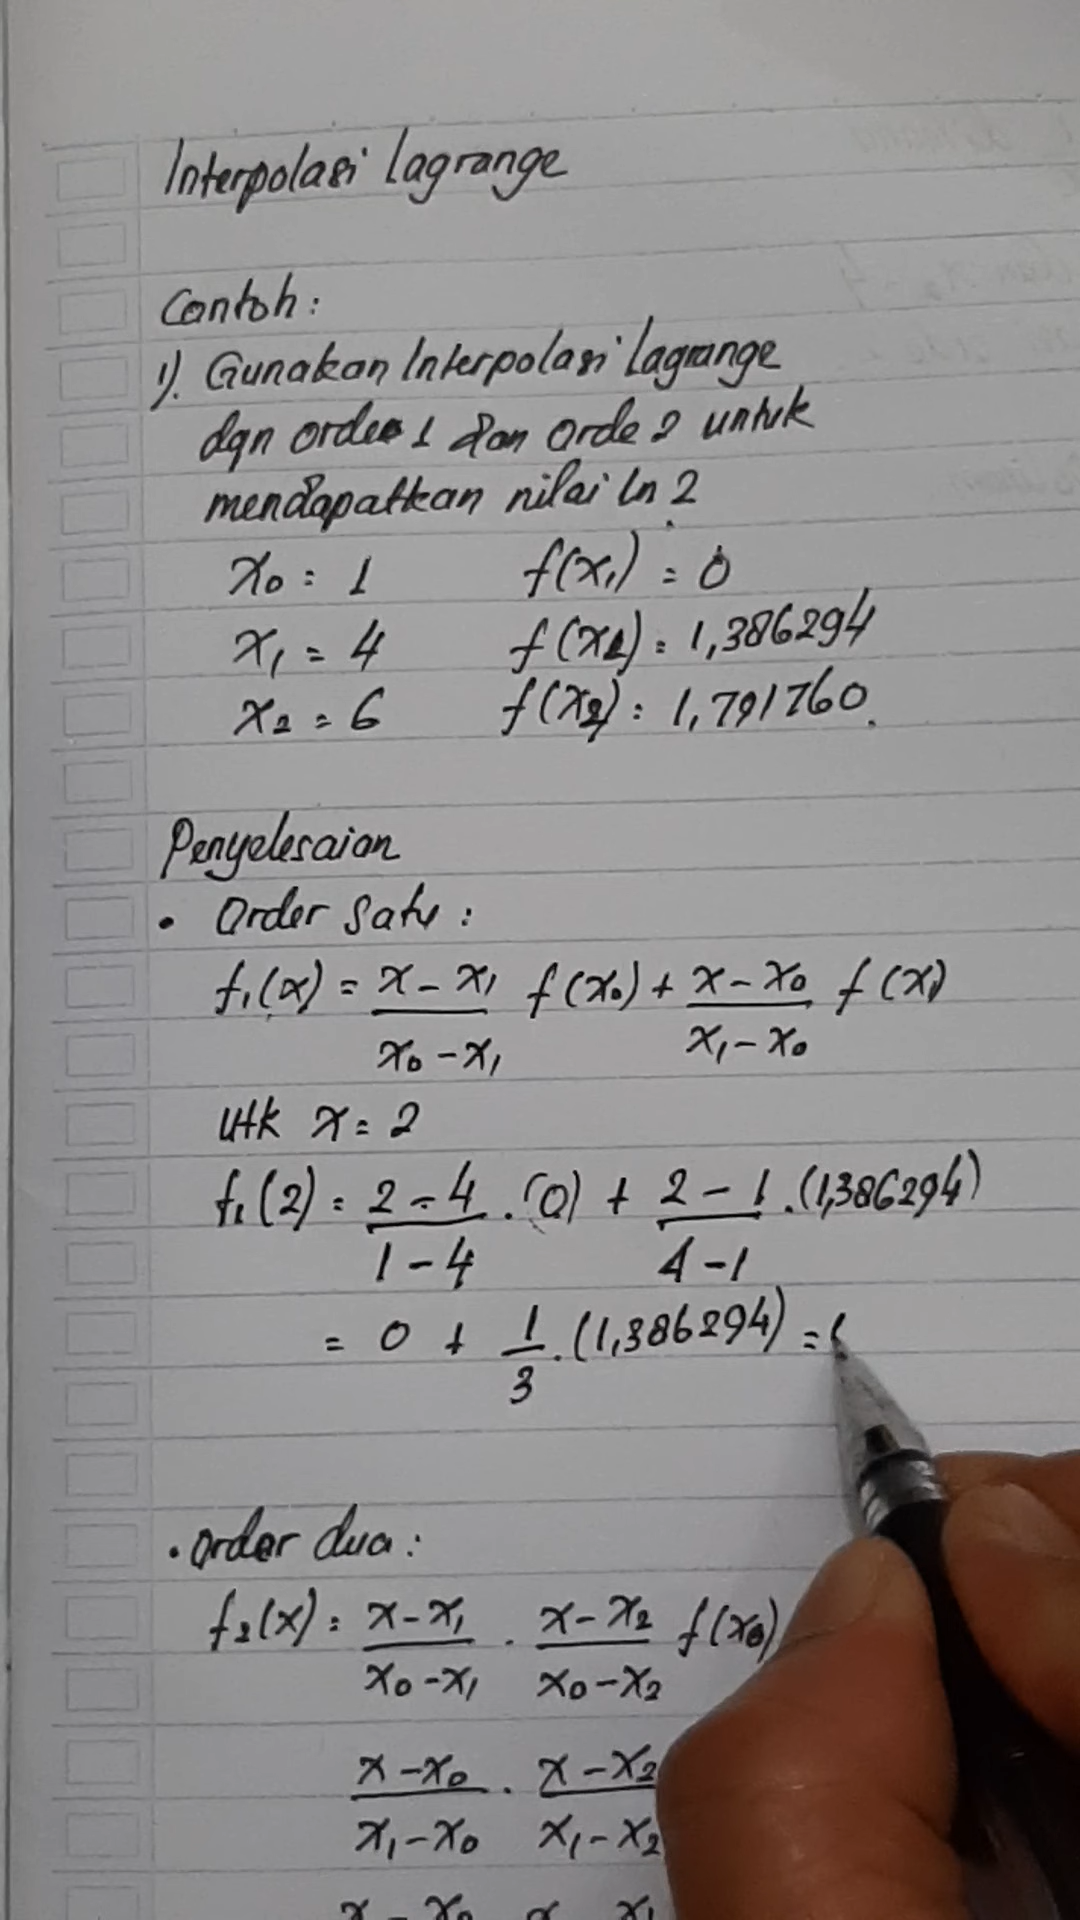 Interpolasi Lagrange
Contoh:
1). Gunakan Interpolasi Lagrange
dgn order 1 dan Orde 2 untuk
mendapatkan nilai ln 2
x₀ = 1 f(x₁) = 0
x₁ = 4 f(x₁) = 1,386294
x₂ = 6 f(x₂) = 1,791760.
Penyelesaian
• Order Satu :
f₁(x) = x - x₁ f(x₀) + x - x₀ f(x₁)
x₀ - x₁ x₁ - x₀
utk x = 2
f₁(2) = 2 - 4 . (0) + 2 - 1 . (1,386294)
1 - 4 4 - 1
= 0 + 1 . (1,386294) =
3
• order dua :
f₂(x) = x - x₁ . x - x₂ f(x₀)
x₀ - x₁ x₀ - x₂
x - x₀ . x - x₂
x₁ - x₀ x₁ - x₂
x - x₀ x x₁